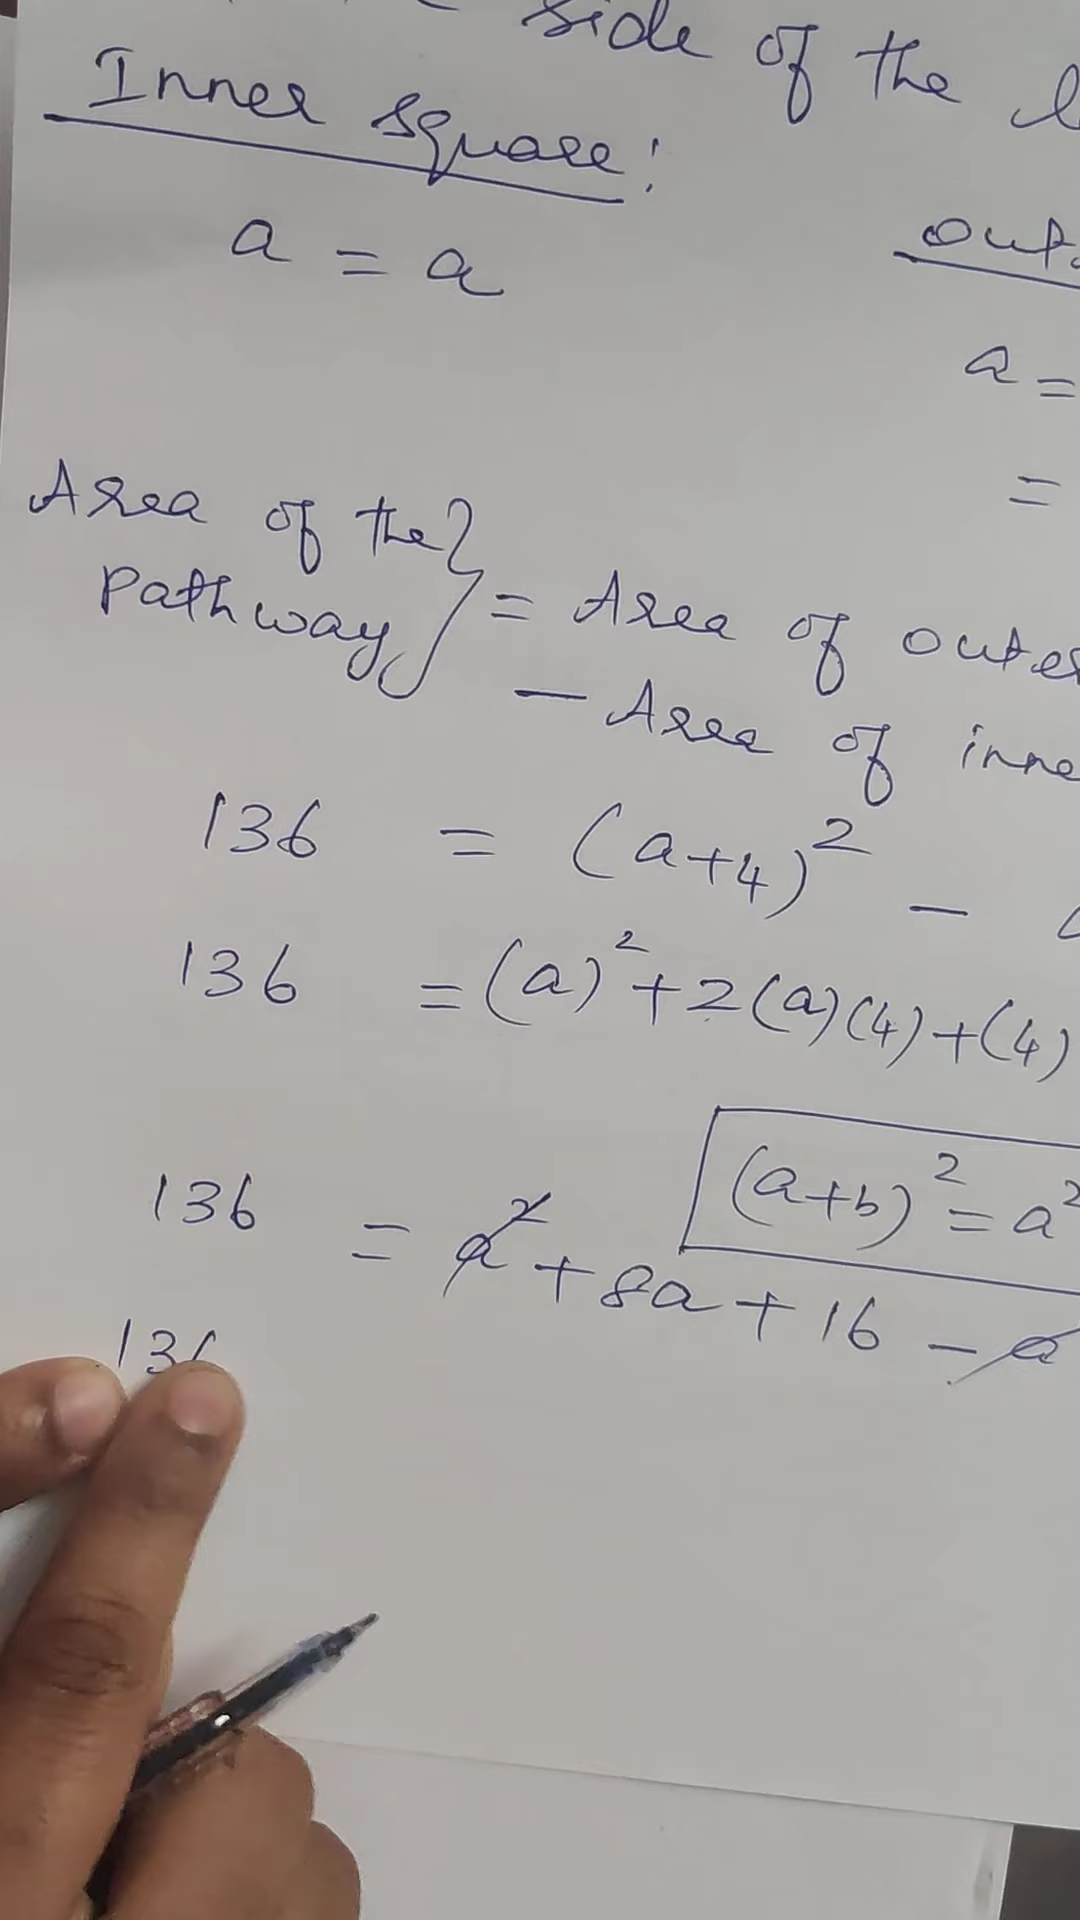 side of the
Inner square:
a = a
a =
=
Area of the
Pathway } = Area of outer
- Area of inne
136 = (a+4)² -
136 = (a)² + 2(a)(4) + (4)
(a+b)² = a²
136 = a² + 8a + 16 - a
136